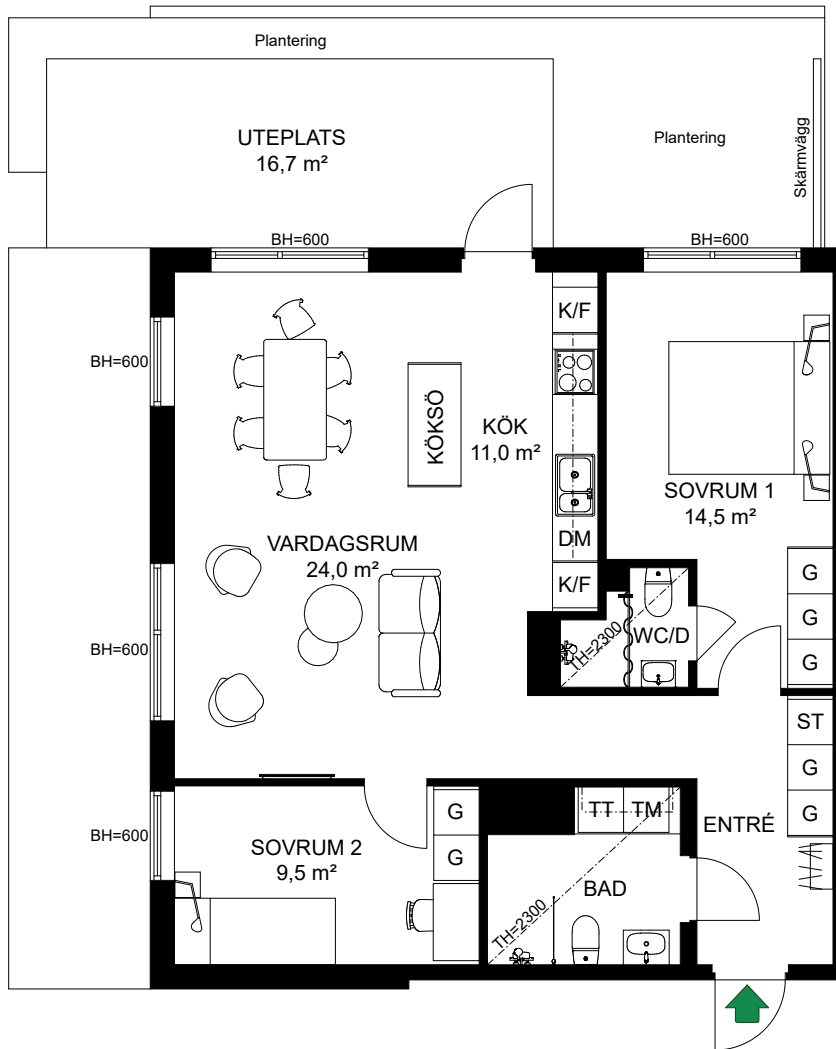 Plantering
UTEPLATS
16,7 m²
Plantering
Skärmvägg
BH=600
BH=600
K/F
BH=600
KÖKSÖ
KÖK
11,0 m²
SOVRUM 1
14,5 m²
DM
VARDAGSRUM
24,0 m²
K/F
G
G
G
TH=2300
WC/D
BH=600
ST
G
G
TT
TM
ENTRÉ
G
G
BH=600
SOVRUM 2
9,5 m²
BAD
TH=2300